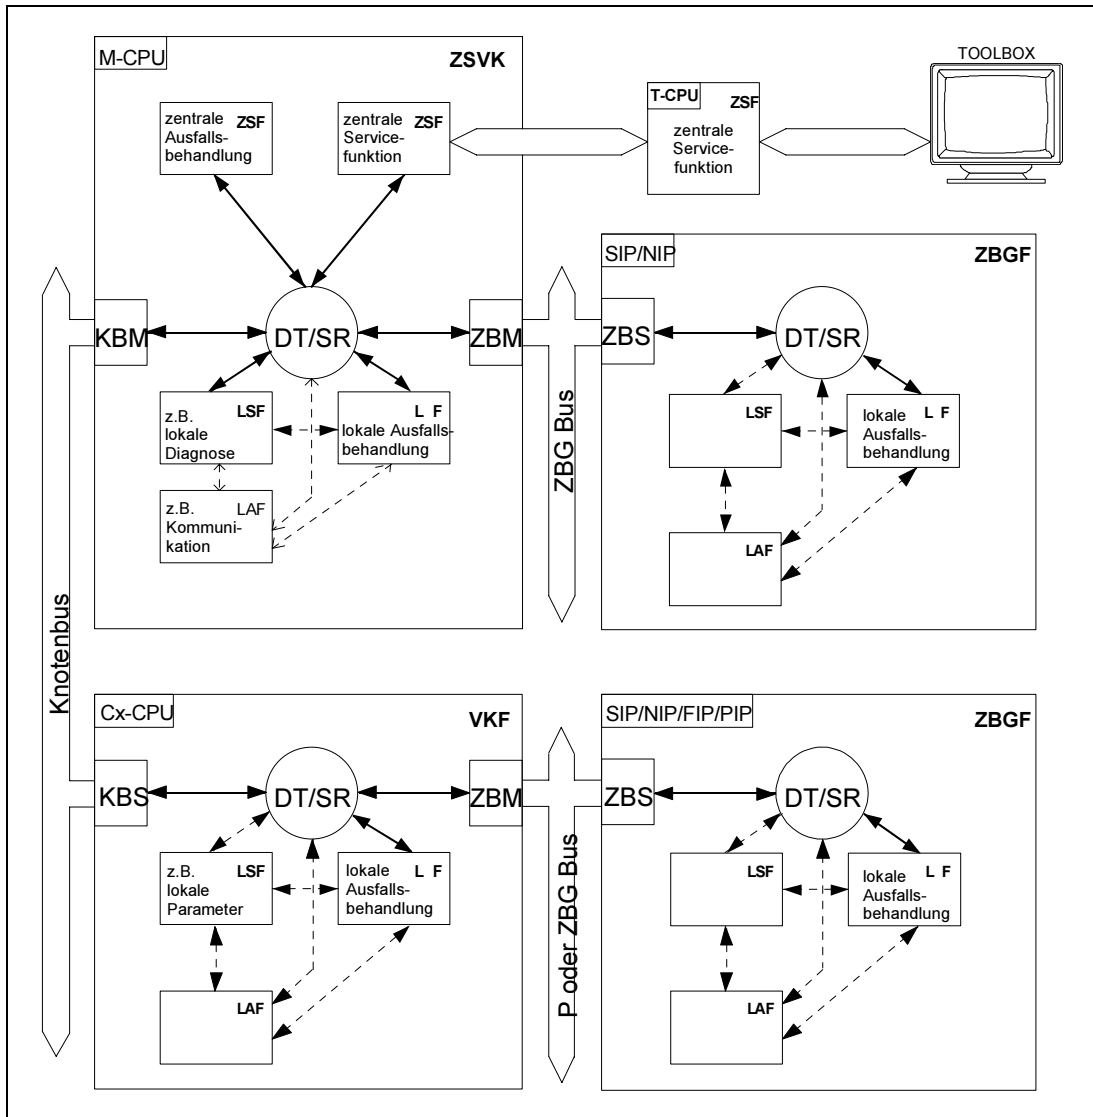 M-CPU
ZSVK
zentrale ZSF
Ausfalls-
behandlung
zentrale ZSF
Service-
funktion
T-CPU
ZSF
zentrale
Service-
funktion
TOOLBOX
KBM
DT/SR
ZBM
z.B. LSF
lokale
Diagnose
L F
lokale Ausfalls-
behandlung
z.B. LAF
Kommuni-
kation
ZBG Bus
SIP/NIP
ZBGF
ZBS
DT/SR
LSF
lokale L F
Ausfalls-
behandlung
LAF
Knotenbus
Cx-CPU
VKF
KBS
DT/SR
ZBM
z.B. LSF
lokale
Parameter
lokale L F
Ausfalls-
behandlung
LAF
P oder ZBG Bus
SIP/NIP/FIP/PIP
ZBGF
ZBS
DT/SR
LSF
lokale L F
Ausfalls-
behandlung
LAF